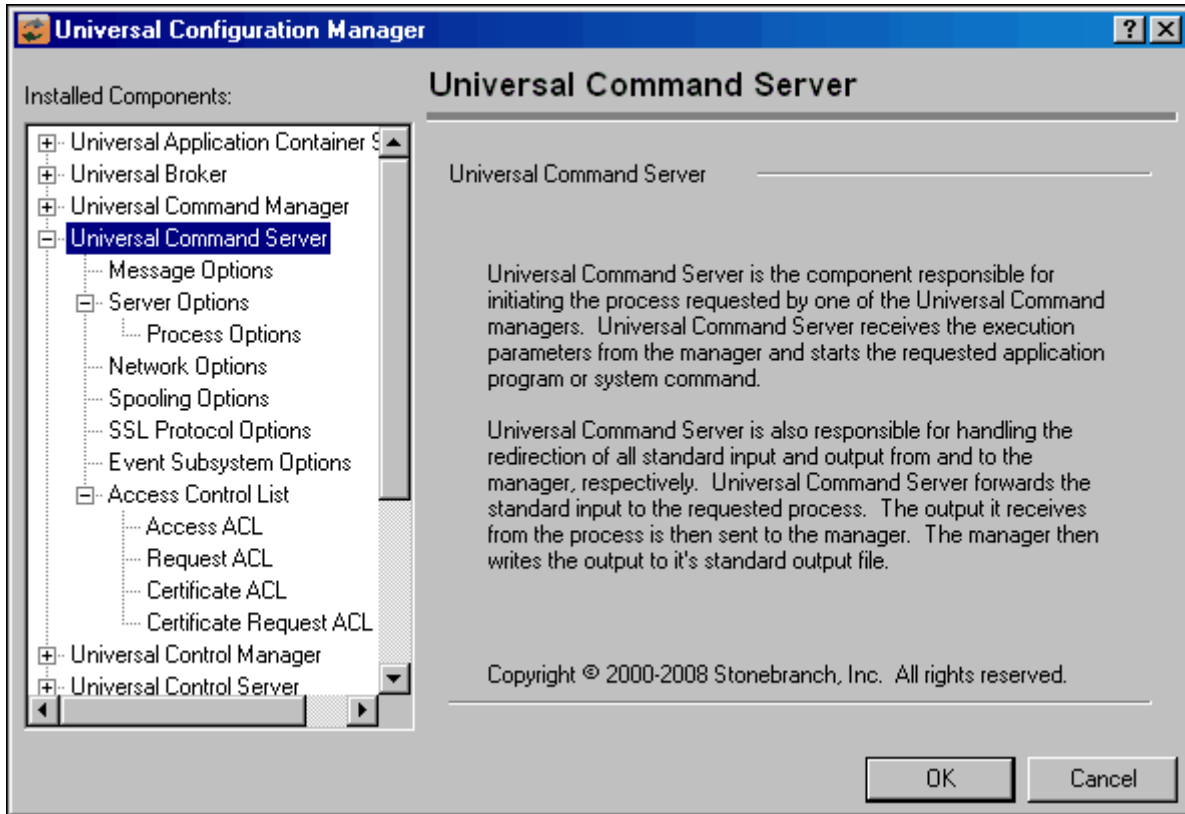 Universal Configuration Manager
Installed Components:
Universal Application Container
Universal Broker
Universal Command Manager
Universal Command Server
Message Options
Server Options
Process Options
Network Options
Spooling Options
SSL Protocol Options
Event Subsystem Options
Access Control List
Access ACL
Request ACL
Certificate ACL
Certificate Request ACL
Universal Control Manager
Universal Control Server
Universal Command Server
Universal Command Server
Universal Command Server is the component responsible for
initiating the process requested by one of the Universal Command
managers. Universal Command Server receives the execution
parameters from the manager and starts the requested application
program or system command.
Universal Command Server is also responsible for handling the
redirection of all standard input and output from and to the
manager, respectively. Universal Command Server forwards the
standard input to the requested process. The output it receives
from the process is then sent to the manager. The manager then
writes the output to it's standard output file.
Copyright © 2000-2008 Stonebranch, Inc. All rights reserved.
OK
Cancel